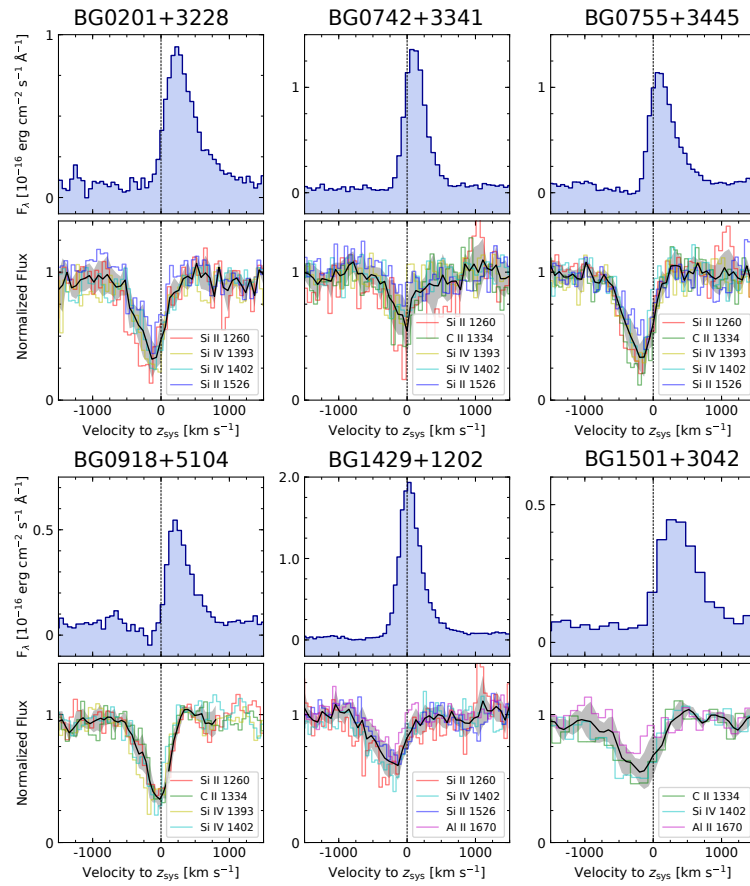 BG0201+3228 BG0742+3341 BG0755+3445
F_λ [10⁻¹⁶ erg cm⁻² s⁻¹ Å⁻¹]
1
0
1
0
1
0
Normalized Flux
1
0
1
0
1
0
Si II 1260
Si IV 1393
Si IV 1402
Si II 1526
Si II 1260
C II 1334
Si IV 1393
Si IV 1402
Si II 1260
C II 1334
Si IV 1393
Si IV 1402
Si II 1526
-1000 0 1000 -1000 0 1000 -1000 0 1000
Velocity to z_sys [km s⁻¹] Velocity to z_sys [km s⁻¹] Velocity to z_sys [km s⁻¹]
BG0918+5104 BG1429+1202 BG1501+3042
F_λ [10⁻¹⁶ erg cm⁻² s⁻¹ Å⁻¹]
0.5
0
2.0
1.0
0
0.5
0
Normalized Flux
1
0
1
0
1
0
Si II 1260
C II 1334
Si IV 1393
Si IV 1402
Si II 1260
Si IV 1402
Si II 1526
Al II 1670
C II 1334
Si IV 1402
Al II 1670
-1000 0 1000 -1000 0 1000 -1000 0 1000
Velocity to z_sys [km s⁻¹] Velocity to z_sys [km s⁻¹] Velocity to z_sys [km s⁻¹]